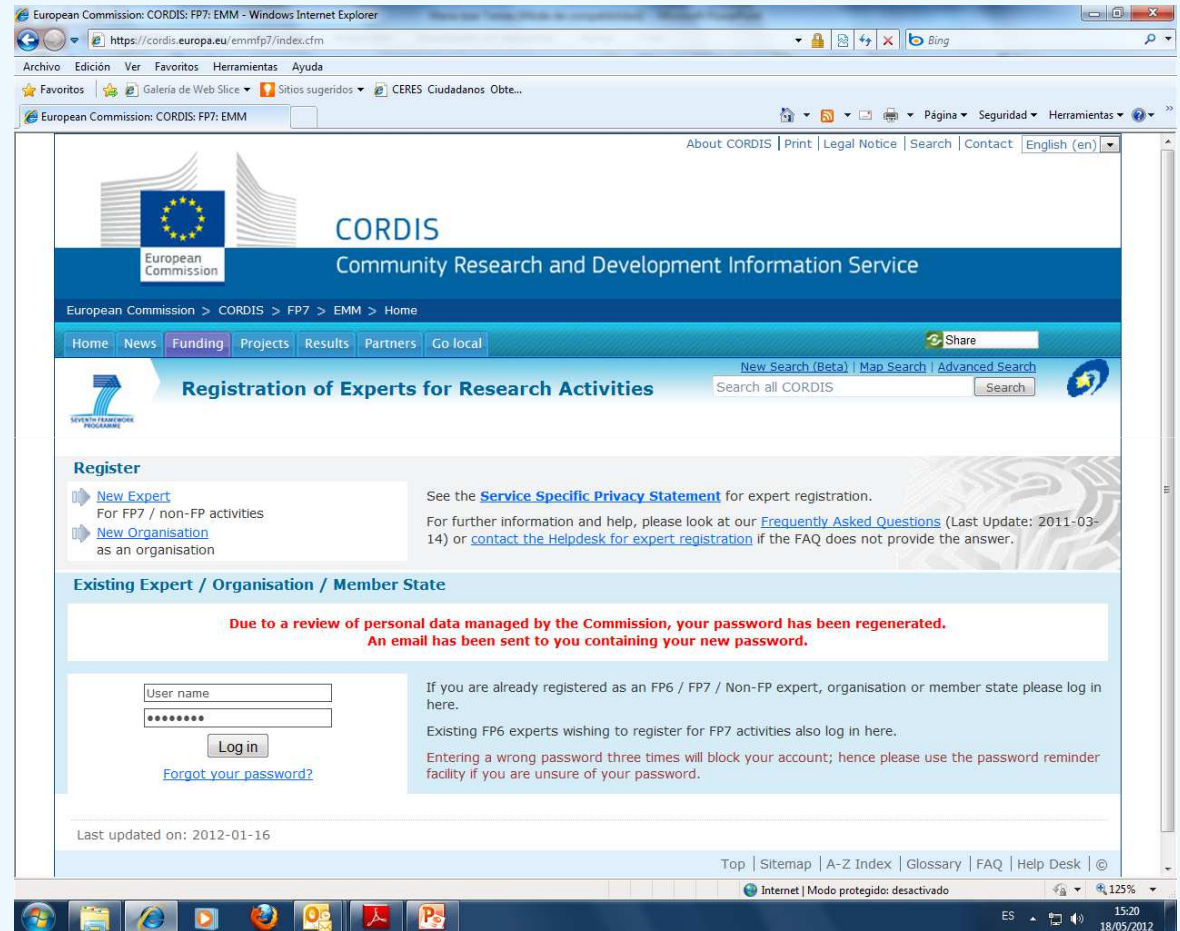 European Commission: CORDIS: FP7: EMM - Windows Internet Explorer
https://cordis.europa.eu/emmfp7/index.cfm
Bing
Archivo Edición Ver Favoritos Herramientas Ayuda
Favoritos Galería de Web Slice Sitios sugeridos CERES Ciudadanos Obte...
European Commission: CORDIS: FP7: EMM
Página Seguridad Herramientas
About CORDIS | Print | Legal Notice | Search | Contact English (en)
CORDIS
European Commission
Community Research and Development Information Service
European Commission > CORDIS > FP7 > EMM > Home
Home News Funding Projects Results Partners Go local
Share
New Search (Beta) | Map Search | Advanced Search
Registration of Experts for Research Activities
Search all CORDIS Search
7
SEVENTH FRAMEWORK
PROGRAMME
Register
New Expert
For FP7 / non-FP activities
New Organisation
as an organisation
See the Service Specific Privacy Statement for expert registration.
For further information and help, please look at our Frequently Asked Questions (Last Update: 2011-03-
14) or contact the Helpdesk for expert registration if the FAQ does not provide the answer.
Existing Expert / Organisation / Member State
Due to a review of personal data managed by the Commission, your password has been regenerated.
An email has been sent to you containing your new password.
User name
••••••••
Log in
Forgot your password?
If you are already registered as an FP6 / FP7 / Non-FP expert, organisation or member state please log in
here.
Existing FP6 experts wishing to register for FP7 activities also log in here.
Entering a wrong password three times will block your account; hence please use the password reminder
facility if you are unsure of your password.
Last updated on: 2012-01-16
Top | Sitemap | A-Z Index | Glossary | FAQ | Help Desk | ©
Internet | Modo protegido: desactivado
125%
ES
15:20
18/05/2012